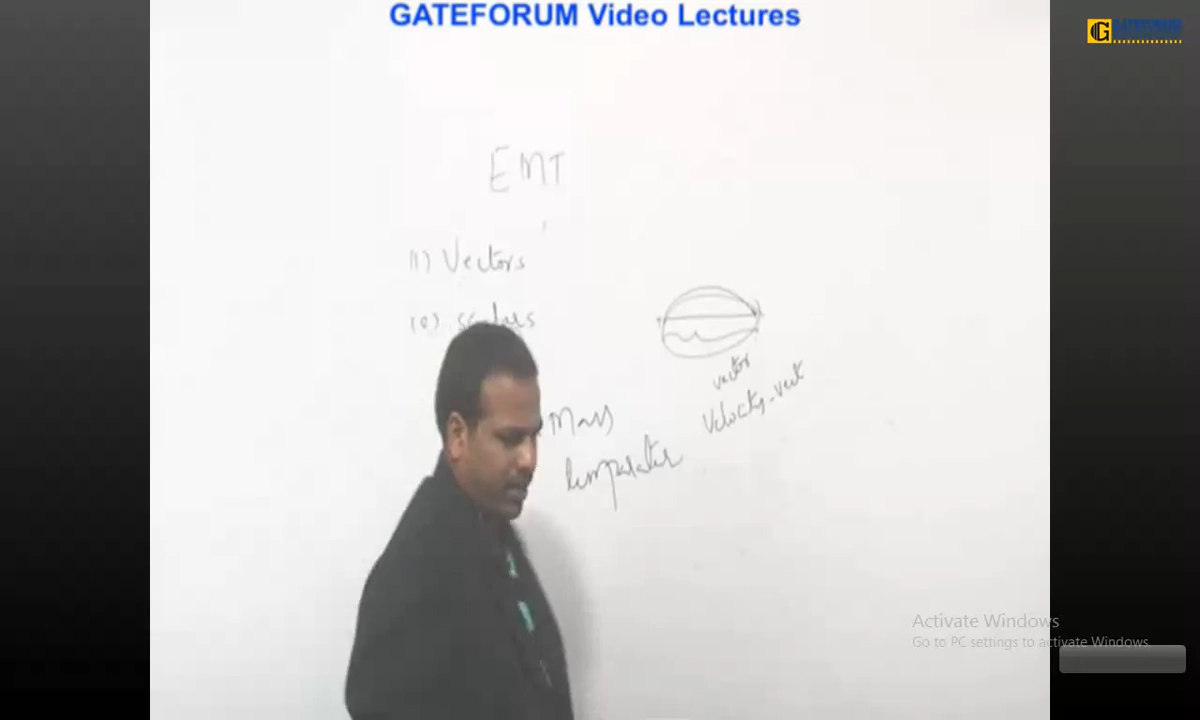 GATEFORUM Video Lectures
G
EMT
(1) Vectors
(2) scalars
vector
Mass
Velocity-vect
temperature
Activate Windows
Go to PC settings to activate Windows.